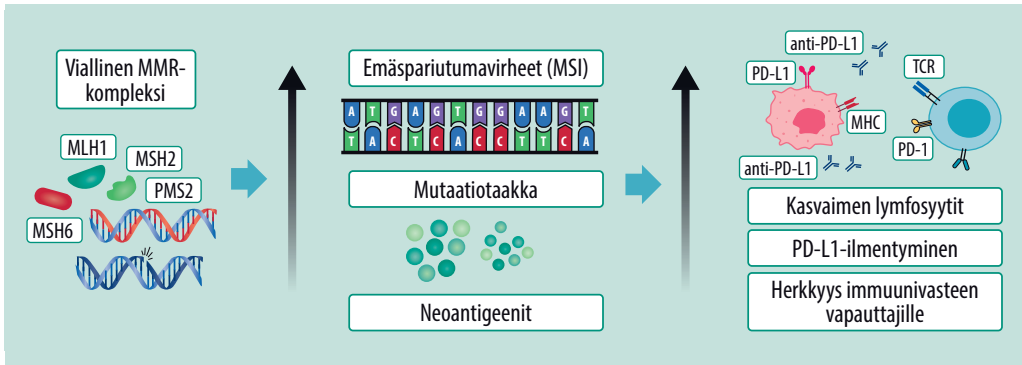 Viallinen MMR-
kompleksi
MLH1
MSH2
PMS2
MSH6
Emäspariutumavirheet (MSI)
A T G A G T G G A A G T
T A C T C A C C T T C A
Mutaatiotaakka
Neoantigeenit
anti-PD-L1
PD-L1
TCR
MHC
PD-1
anti-PD-L1
Kasvaimen lymfosyytit
PD-L1-ilmentyminen
Herkkyys immuunivasteen
vapauttajille